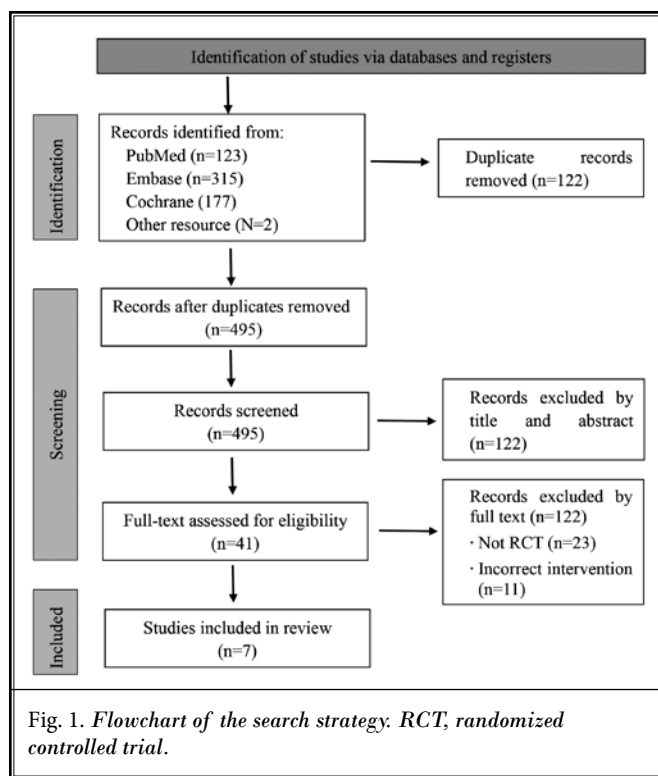 Identification of studies via databases and registers
Identification
Records identified from:
PubMed (n=123)
Embase (n=315)
Cochrane (177)
Other resource (N=2)
Duplicate records
removed (n=122)
Screening
Records after duplicates removed
(n=495)
Records screened
(n=495)
Records excluded by
title and abstract
(n=122)
Full-text assessed for eligibility
(n=41)
Records excluded by
full text (n=122)
· Not RCT (n=23)
· Incorrect intervention
(n=11)
Included
Studies included in review
(n=7)
Fig. 1. Flowchart of the search strategy. RCT, randomized
controlled trial.